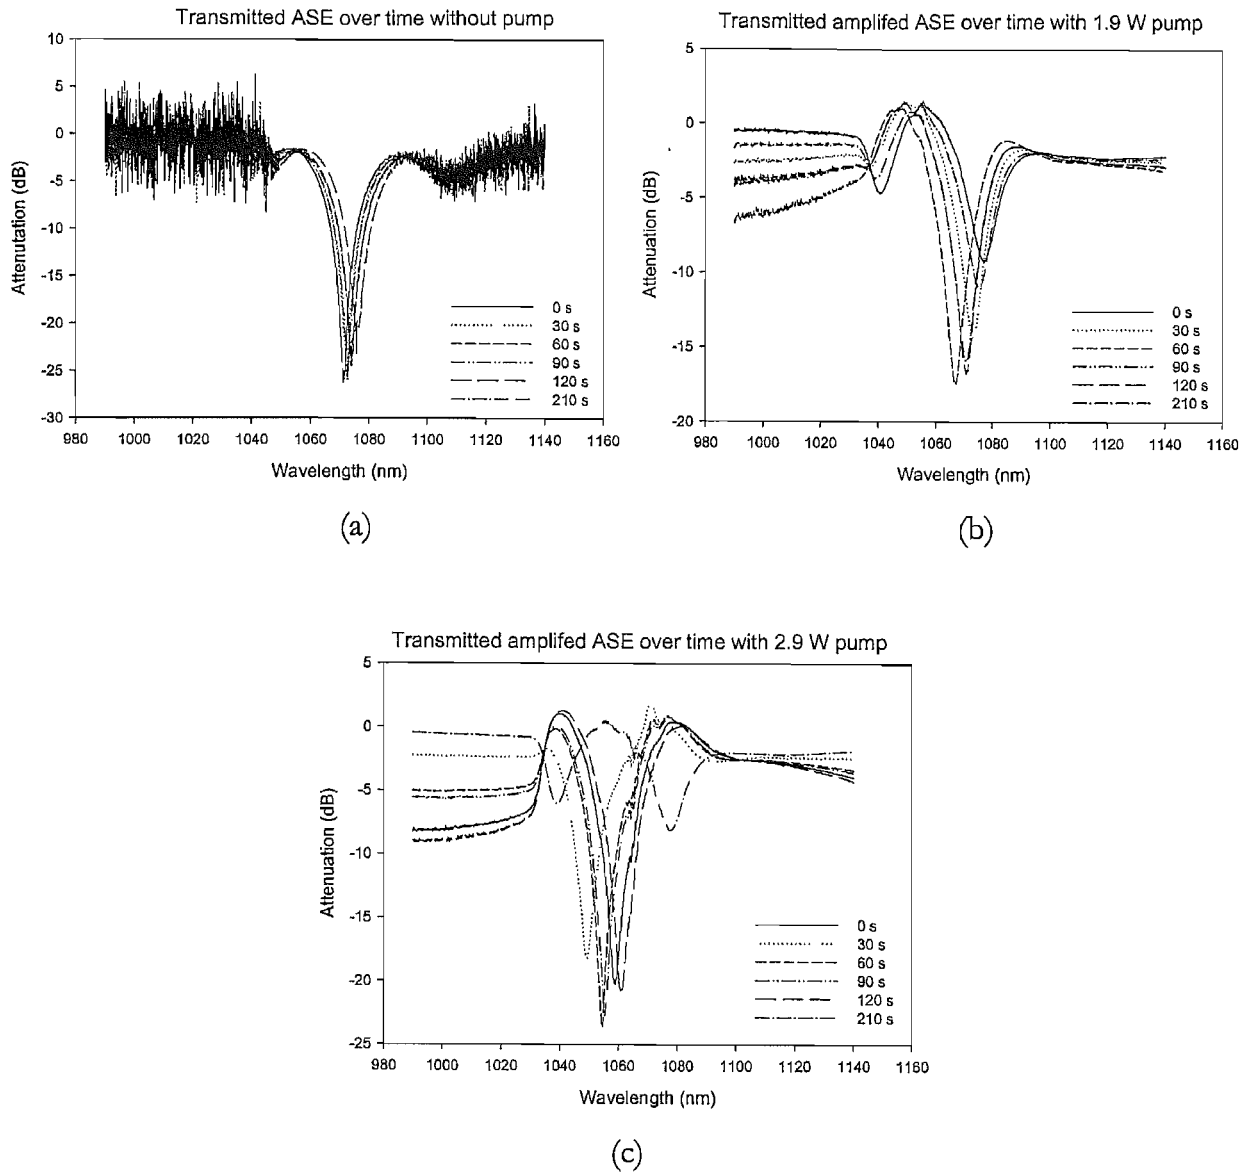 Transmitted ASE over time without pump
10
5
0
-5
-10
-15
-20
-25
-30
Attenutation (dB)
0 s
30 s
60 s
90 s
120 s
210 s
980 1000 1020 1040 1060 1080 1100 1120 1140 1160
Wavelength (nm)
(a)
Transmitted amplifed ASE over time with 1.9 W pump
5
0
-5
-10
-15
-20
Attenuation (dB)
0 s
30 s
60 s
90 s
120 s
210 s
980 1000 1020 1040 1060 1080 1100 1120 1140 1160
Wavelength (nm)
(b)
Transmitted amplifed ASE over time with 2.9 W pump
5
0
-5
-10
-15
-20
-25
Attenuation (dB)
0 s
30 s
60 s
90 s
120 s
210 s
980 1000 1020 1040 1060 1080 1100 1120 1140 1160
Wavelength (nm)
(c)